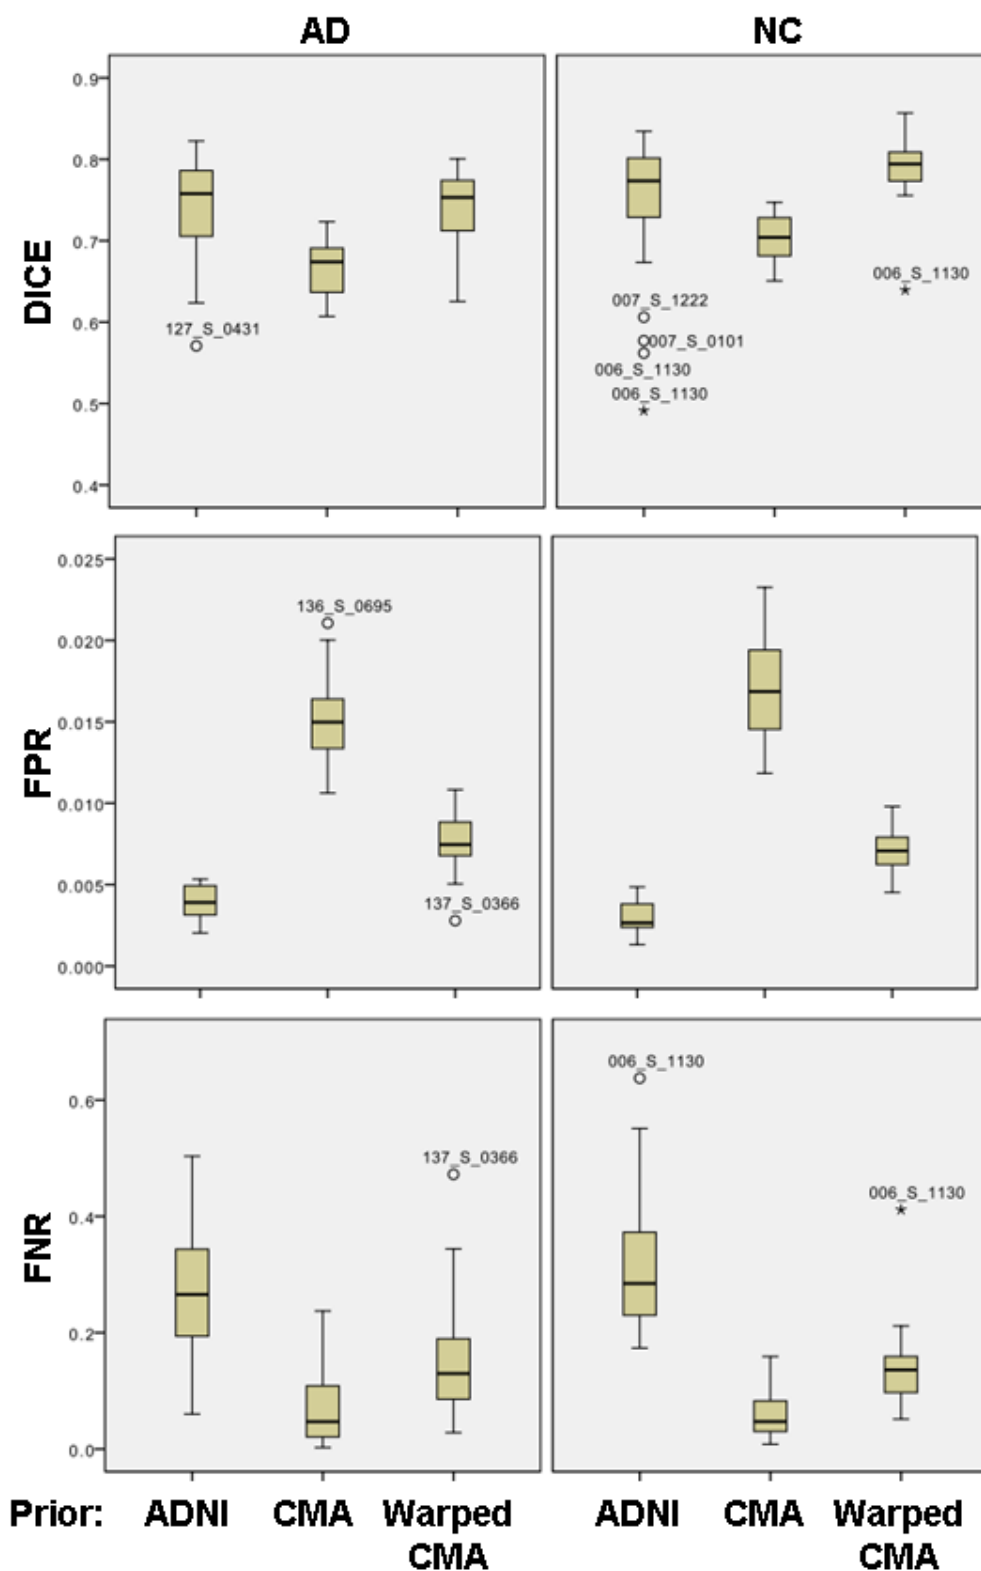 AD
NC
DICE
0.9
0.8
0.7
0.6
0.5
0.4
127_S_0431
007_S_1222
007_S_0101
006_S_1130
006_S_1130
006_S_1130
FPR
0.025
0.020
0.015
0.010
0.005
0.000
136_S_0695
137_S_0366
FNR
0.6
0.4
0.2
0.0
137_S_0366
006_S_1130
006_S_1130
Prior: ADNI CMA Warped CMA ADNI CMA Warped CMA